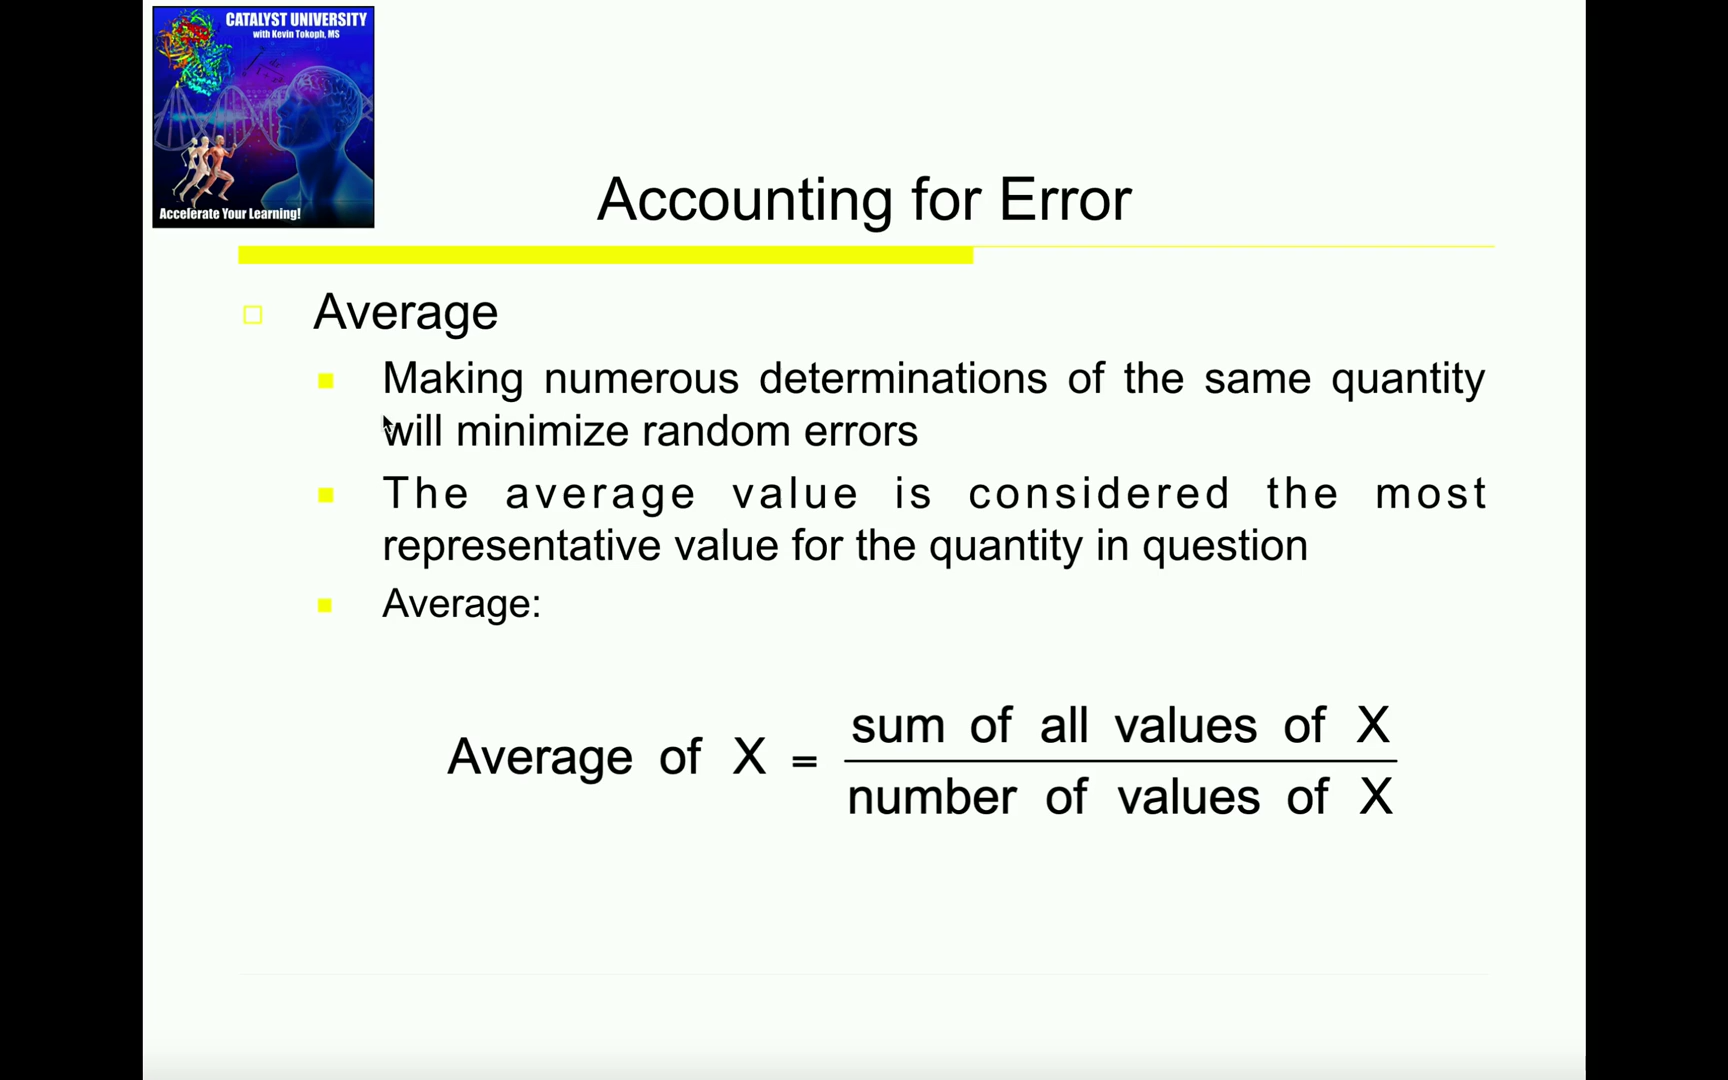 CATALYST UNIVERSITY
with Kevin Tokoph, MS
Accelerate Your Learning!
Accounting for Error
Average
Making numerous determinations of the same quantity
will minimize random errors
The average value is considered the most
representative value for the quantity in question
Average:
Average of X = sum of all values of X
number of values of X